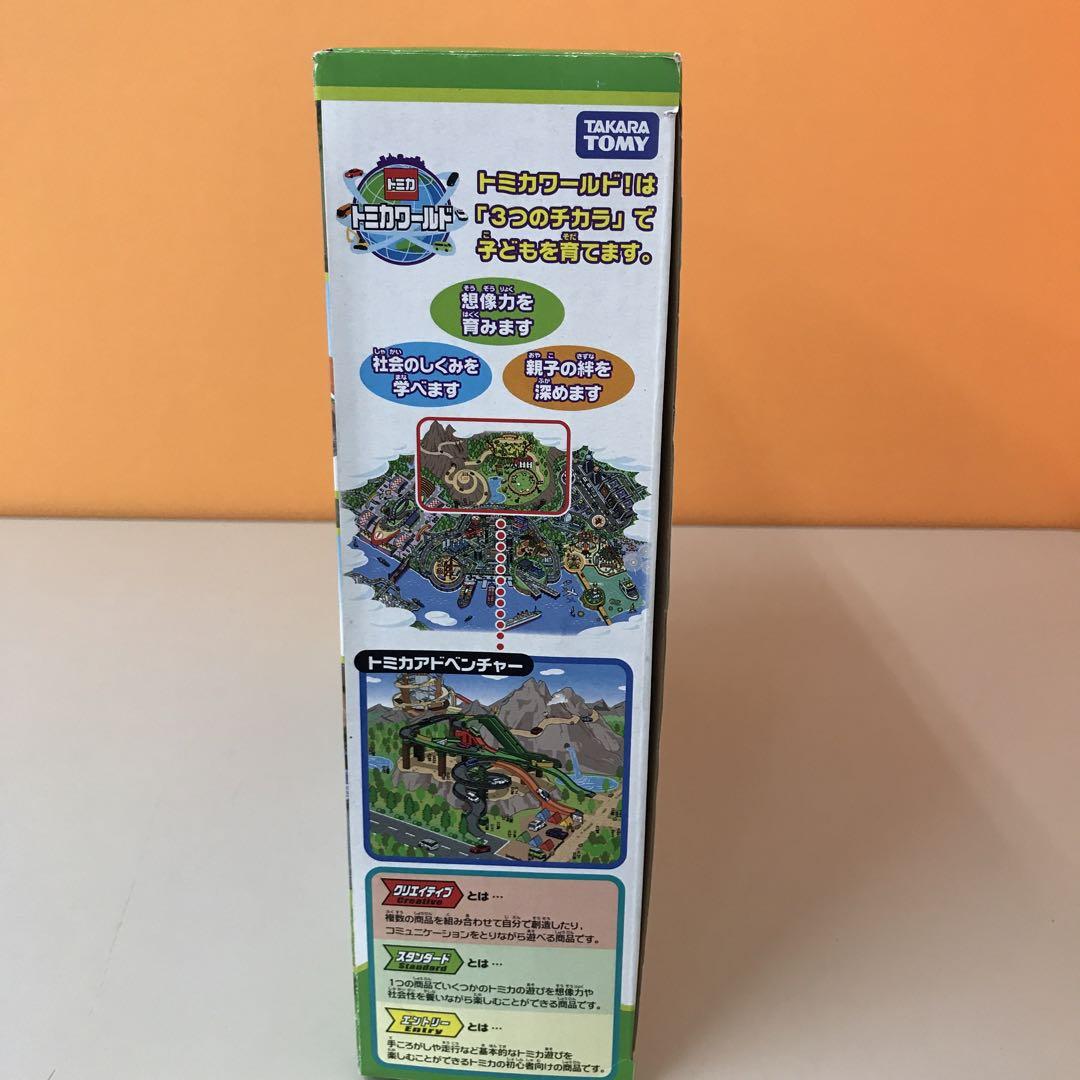 TAKARA
TOMY
トミカ
トミカワールド
トミカワールド!は
「3つのチカラ」で
子どもを育てます。
想像力を
育みます
社会のしくみを
学べます
親子の絆を
深めます
トミカアドベンチャー
クリエイティブ
Creative
とは…
複数の商品を組み合わせて自分で創造したり、
コミュニケーションをとりながら遊べる商品です。
スタンダード
Standard
とは…
1つの商品でいくつかのトミカの遊びを想像力や
社会性を養いながら楽しむことができる商品です。
エントリー
Entry
とは…
手ころがしや走行など基本的なトミカ遊びを
楽しむことができるトミカの初心者向けの商品です。